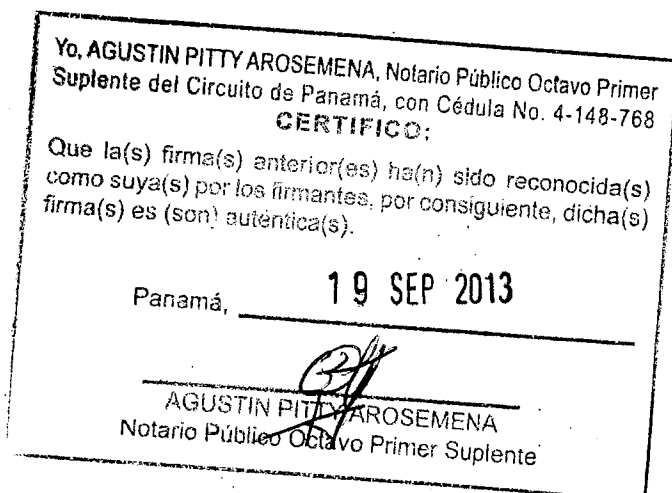 Yo, AGUSTIN PITTY AROSEMENA, Notario Público Octavo Primer
Suplente del Circuito de Panamá, con Cédula No. 4-148-768
CERTIFICO:
Que la(s) firma(s) anterior(es) ha(n) sido reconocida(s)
como suya(s) por los firmantes, por consiguiente, dicha(s)
firma(s) es (son) auténtica(s).
Panamá, 19 SEP 2013
AGUSTIN PITTY AROSEMENA
Notario Público Octavo Primer Suplente